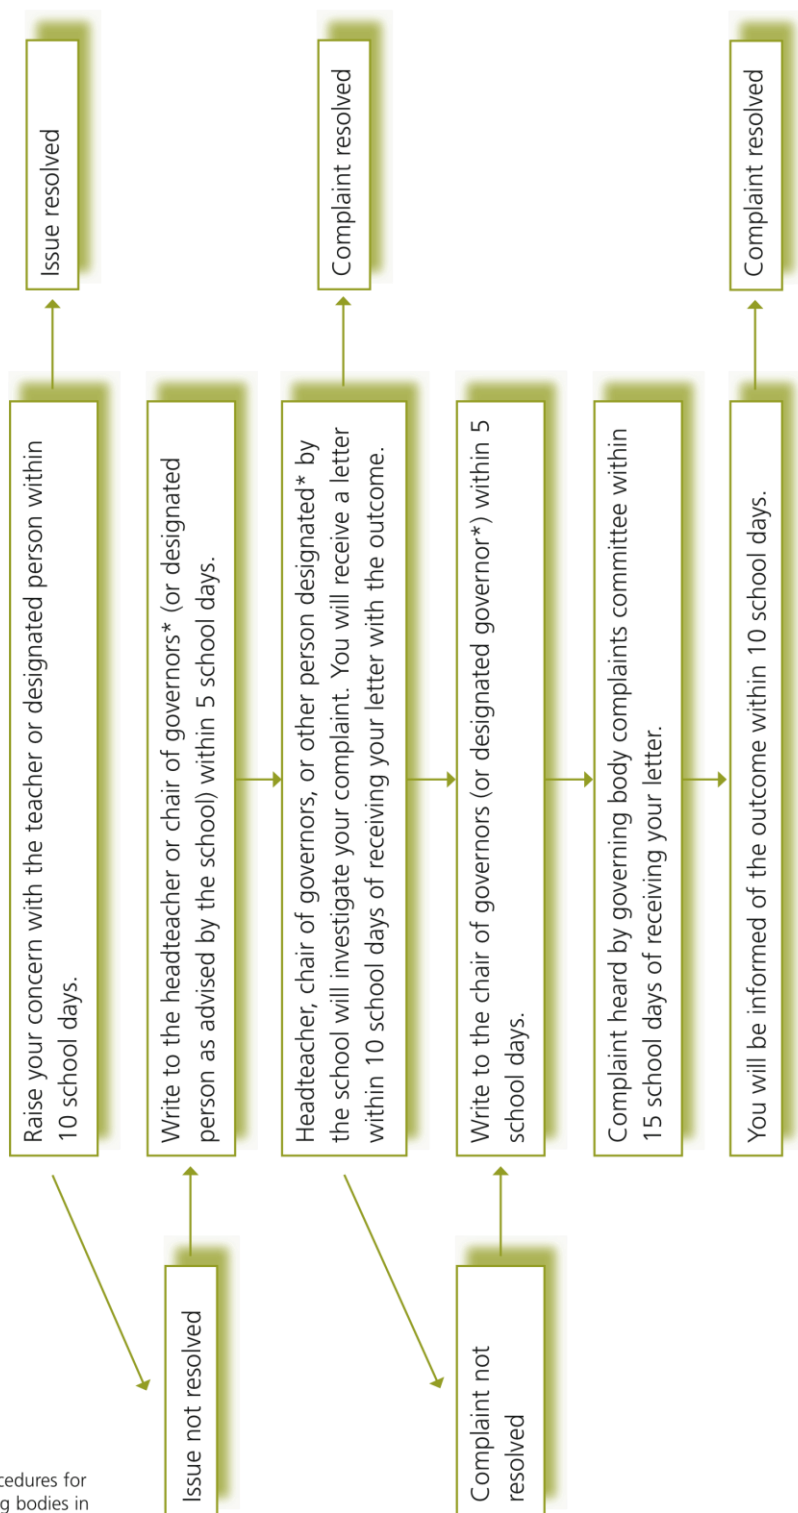 Raise your concern with the teacher or designated person within
10 school days.
Issue resolved
Issue not resolved
Write to the headteacher or chair of governors* (or designated
person as advised by the school) within 5 school days.
Headteacher, chair of governors, or other person designated* by
the school will investigate your complaint. You will receive a letter
within 10 school days of receiving your letter with the outcome.
Complaint resolved
Complaint not
resolved
Write to the chair of governors (or designated governor*) within 5
school days.
Complaint heard by governing body complaints committee within
15 school days of receiving your letter.
You will be informed of the outcome within 10 school days.
Complaint resolved
for
bodies in